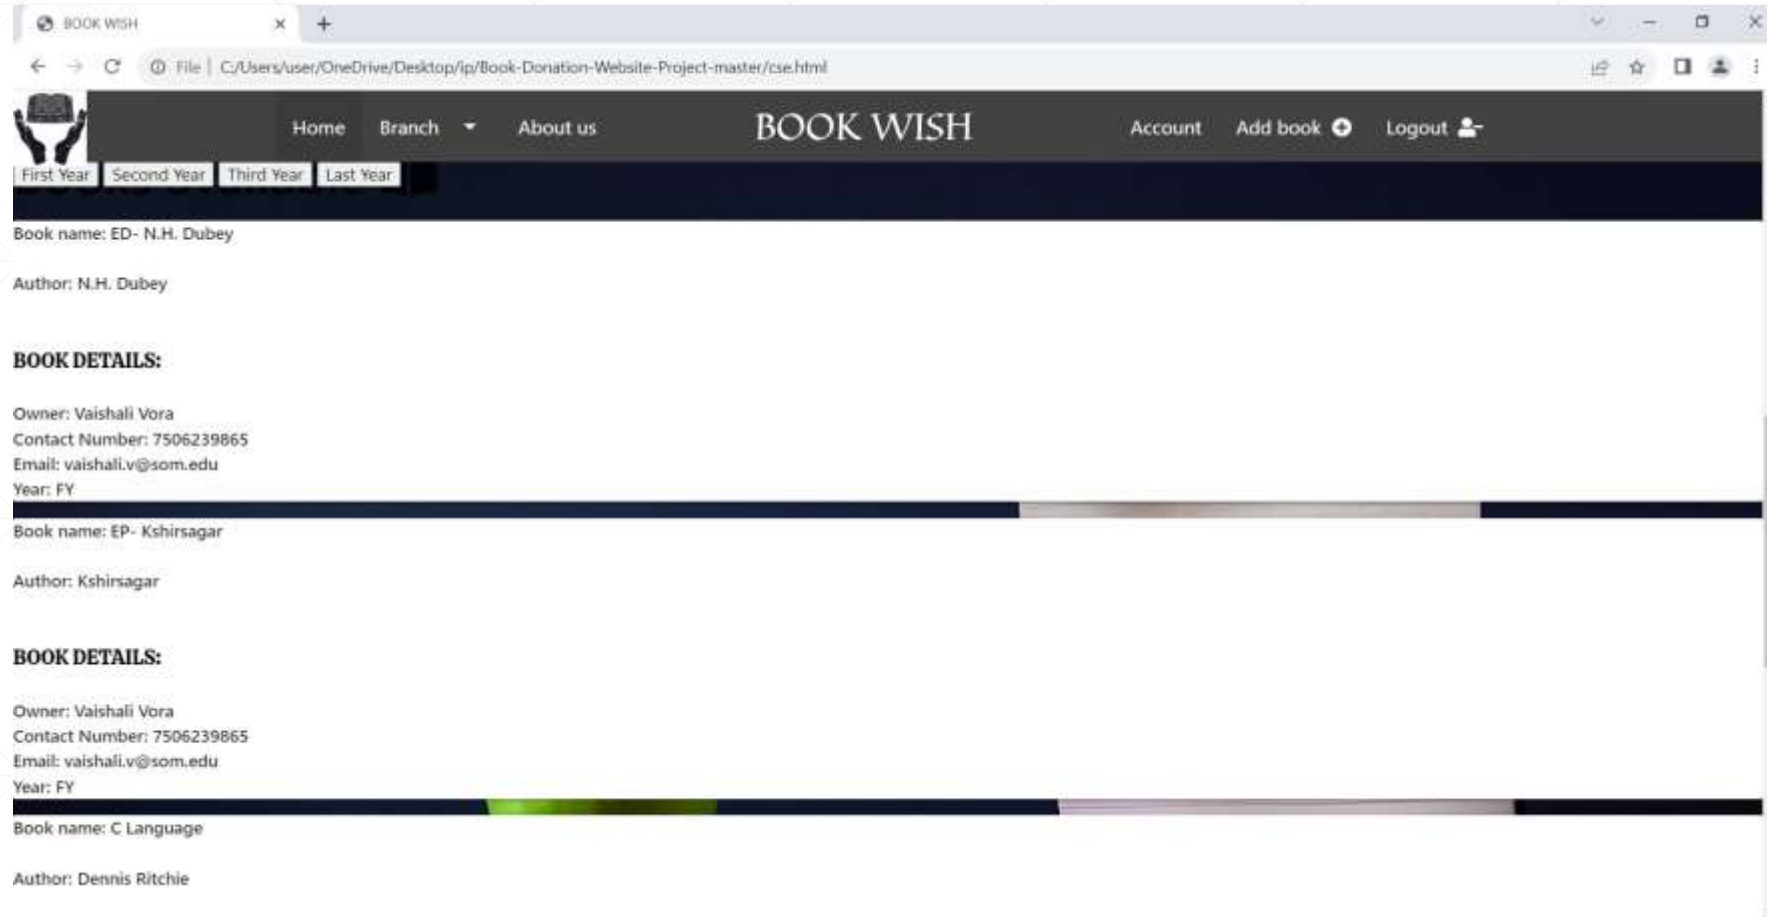 BOOK WISH
File | C:/Users/user/OneDrive/Desktop/ip/Book-Donation-Website-Project-master/cse.html
Home Branch About us BOOK WISH Account Add book Logout
First Year Second Year Third Year Last Year
Book name: ED- N.H. Dubey
Author: N.H. Dubey
BOOK DETAILS:
Owner: Vaishali Vora
Contact Number: 7506239865
Email: vaishali.v@som.edu
Year: FY
Book name: EP- Kshirsagar
Author: Kshirsagar
BOOK DETAILS:
Owner: Vaishali Vora
Contact Number: 7506239865
Email: vaishali.v@som.edu
Year: FY
Book name: C Language
Author: Dennis Ritchie